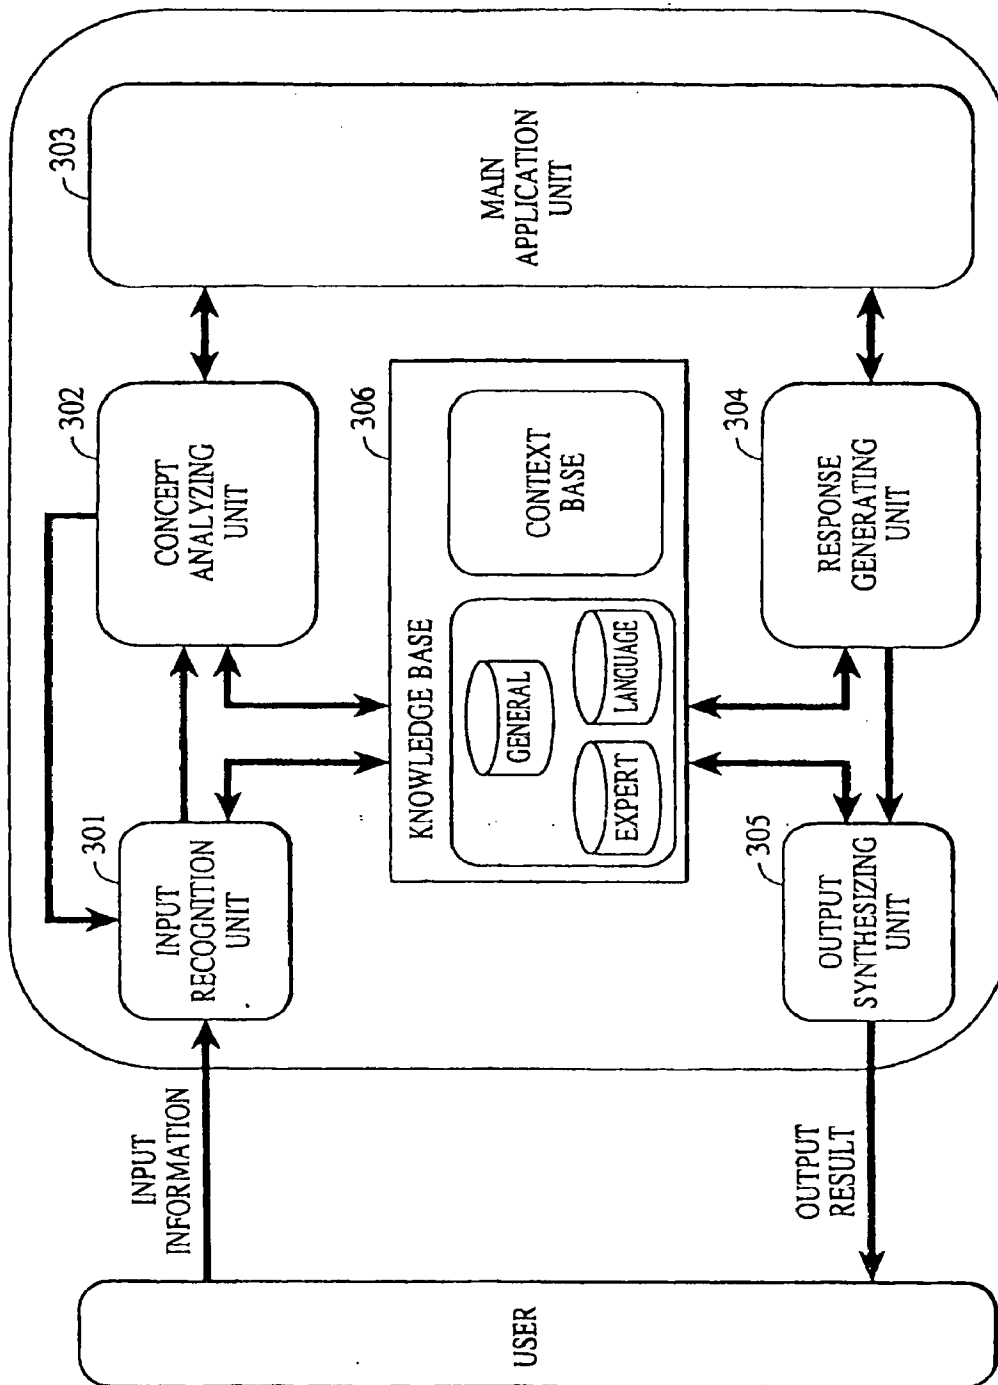 303
MAIN
APPLICATION
UNIT
302
CONCEPT
ANALYZING
UNIT
306
KNOWLEDGE BASE
CONTEXT
BASE
GENERAL
EXPERT
LANGUAGE
304
RESPONSE
GENERATING
UNIT
301
INPUT
RECOGNITION
UNIT
305
OUTPUT
SYNTHESIZING
UNIT
INPUT
INFORMATION
OUTPUT
RESULT
USER